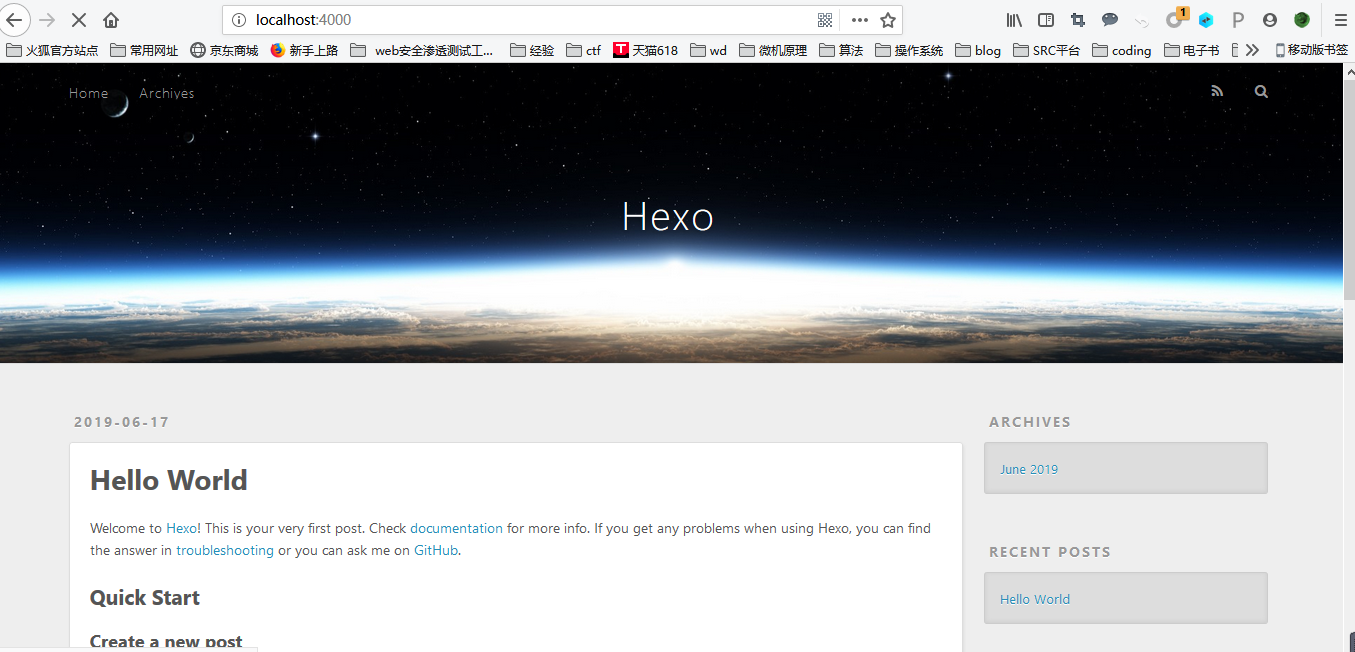 localhost:4000
1
火狐官方站点 常用网址 京东商城 新手上路 web安全渗透测试工... 经验 ctf T 天猫618 wd 微机原理 算法 操作系统 blog SRC平台 coding 电子书 移动版书签
Home Archives
Hexo
2019-06-17
Hello World
Welcome to Hexo! This is your very first post. Check documentation for more info. If you get any problems when using Hexo, you can find
the answer in troubleshooting or you can ask me on GitHub.
Quick Start
Create a new post
ARCHIVES
June 2019
RECENT POSTS
Hello World